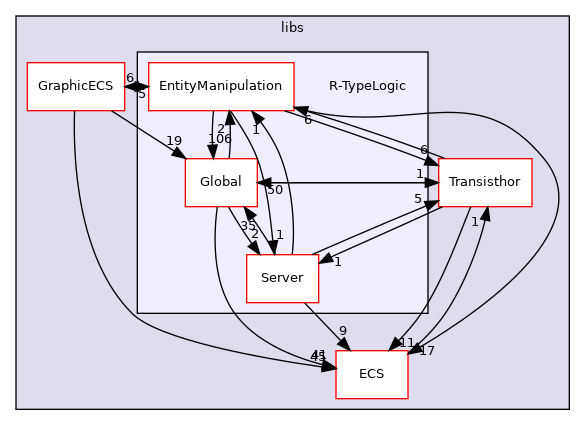 libs
GraphicECS
6
5
EntityManipulation
R-TypeLogic
2
1
6
106
19
6
Global
50
1
Transisthor
35
2
1
5
1
1
Server
9
11
17
41
45
ECS